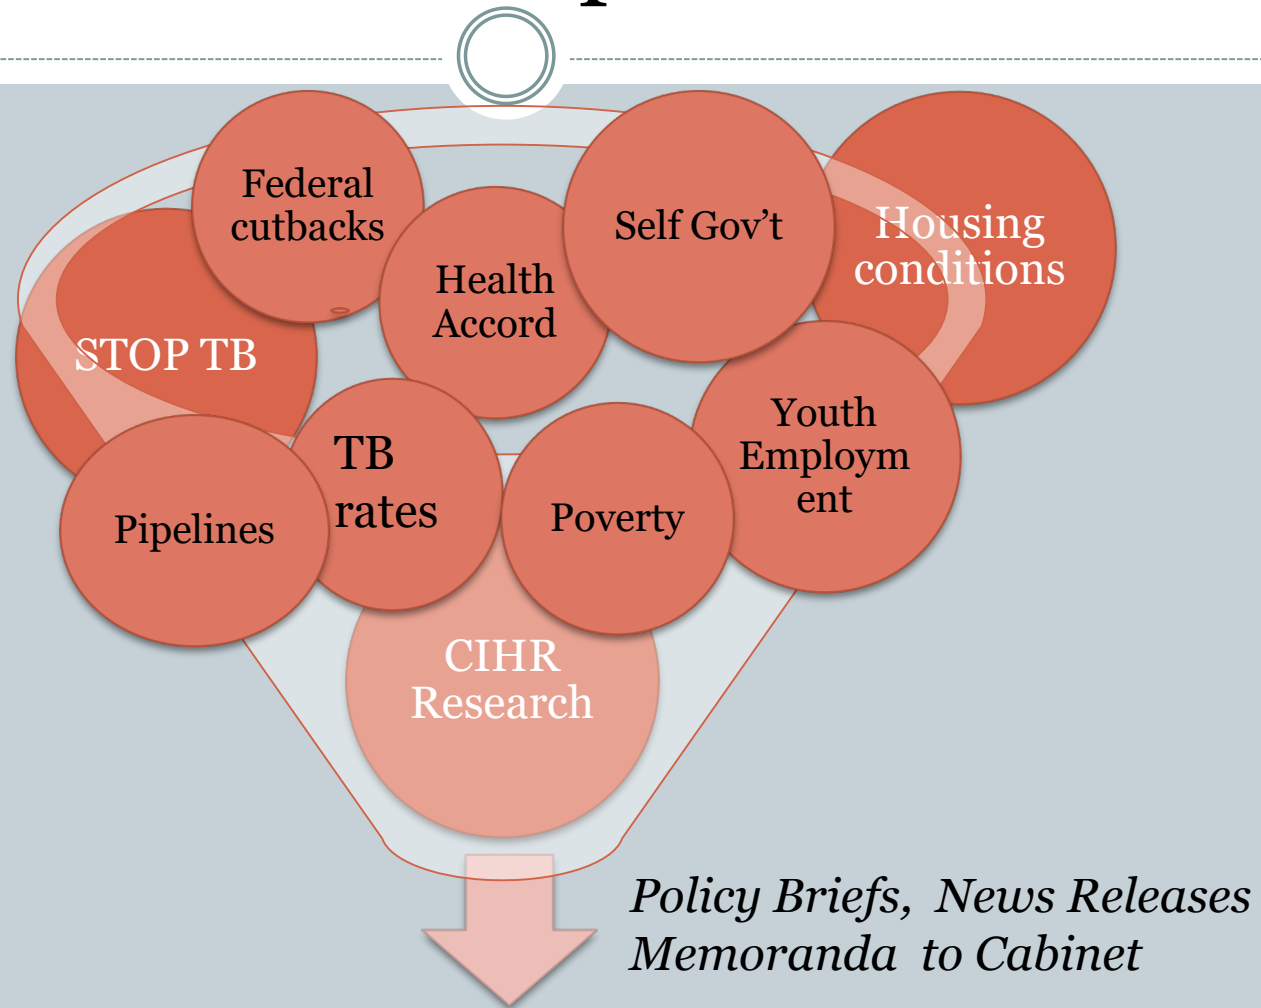 Federal
cutbacks
Self Gov't
Housing
conditions
Health
Accord
STOP TB
Youth
Employm
ent
TB
rates
Pipelines
Poverty
CIHR
Research
Policy Briefs, News Releases
Memoranda to Cabinet